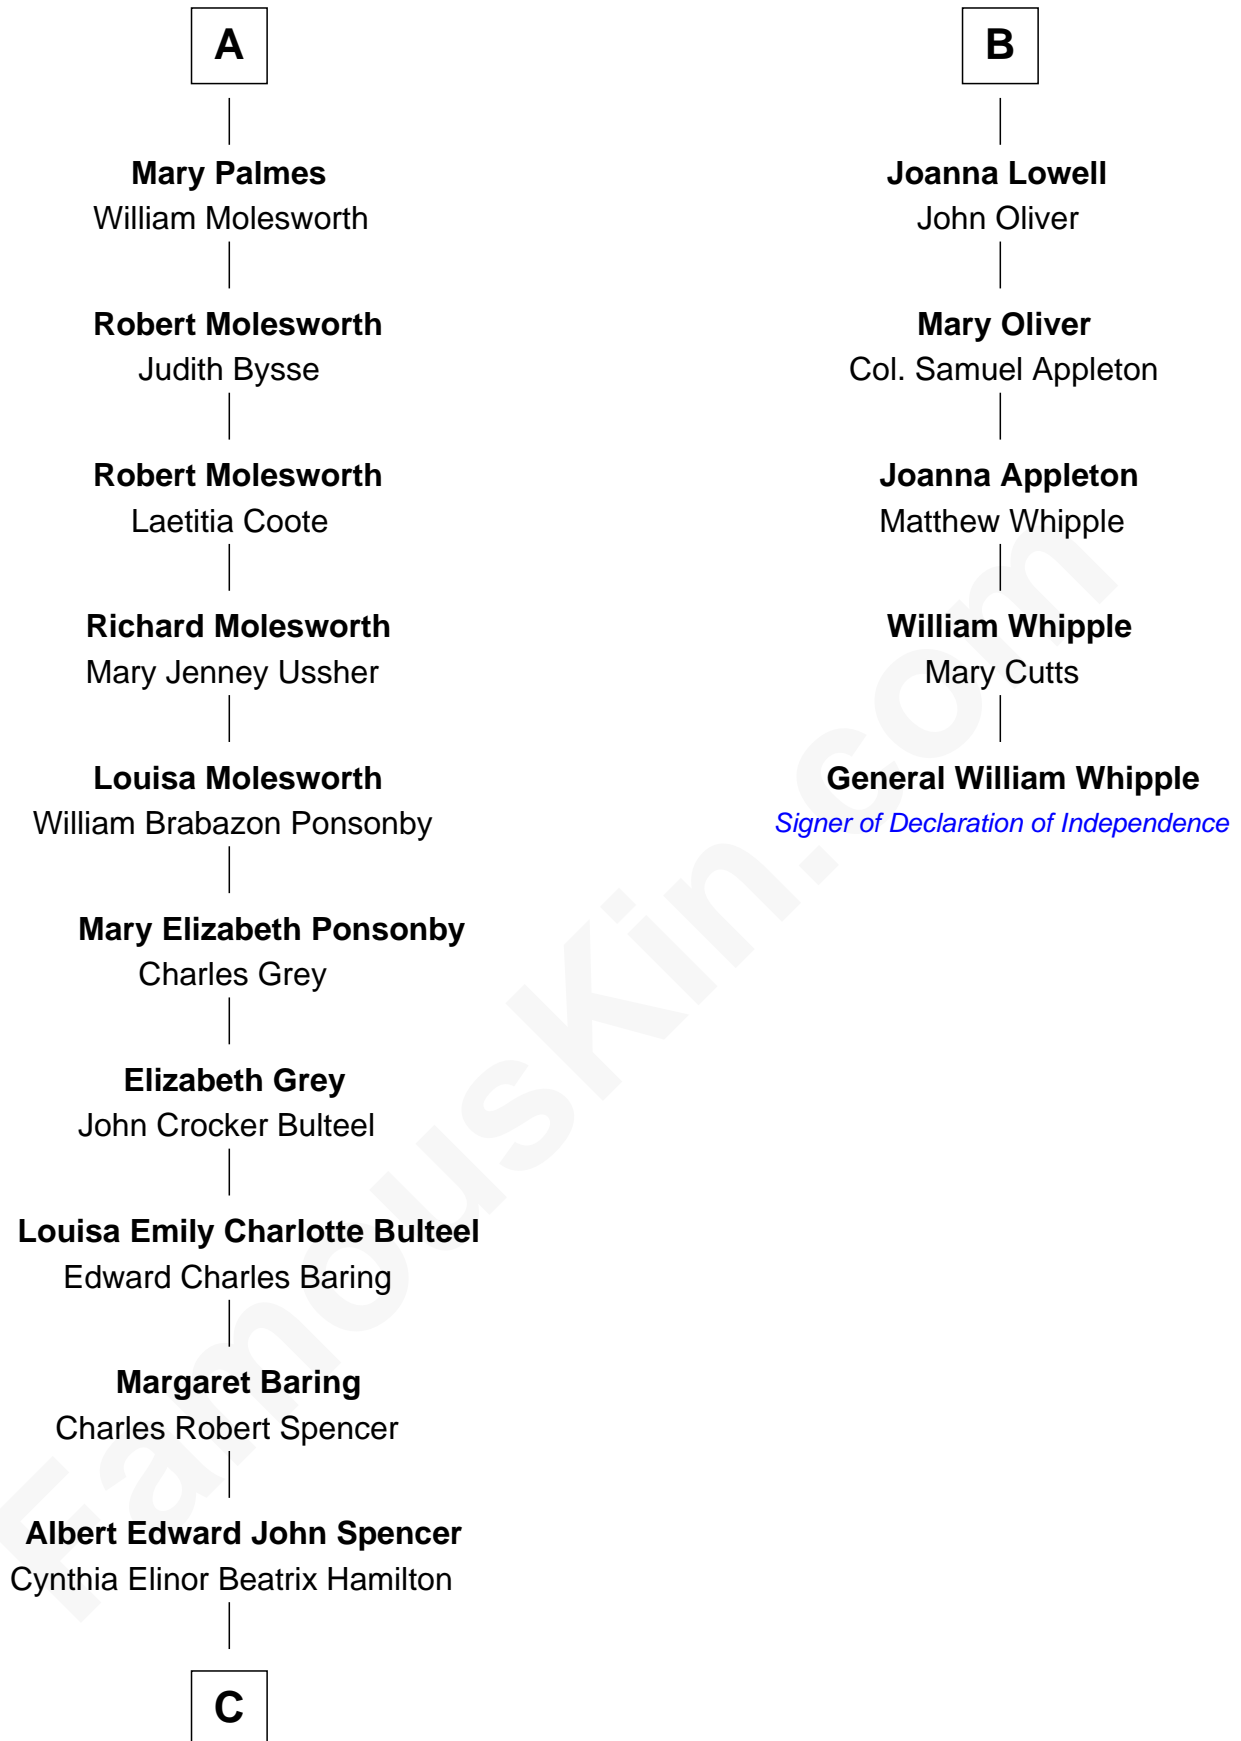 A
Mary Palmes
William Molesworth
Robert Molesworth
Judith Bysse
Robert Molesworth
Laetitia Coote
Richard Molesworth
Mary Jenney Ussher
Louisa Molesworth
William Brabazon Ponsonby
Mary Elizabeth Ponsonby
Charles Grey
Elizabeth Grey
John Crocker Bulteel
Louisa Emily Charlotte Bulteel
Edward Charles Baring
Margaret Baring
Charles Robert Spencer
Albert Edward John Spencer
Cynthia Elinor Beatrix Hamilton
C
B
Joanna Lowell
John Oliver
Mary Oliver
Col. Samuel Appleton
Joanna Appleton
Matthew Whipple
William Whipple
Mary Cutts
General William Whipple
Signer of Declaration of Independence
FamousKin.com